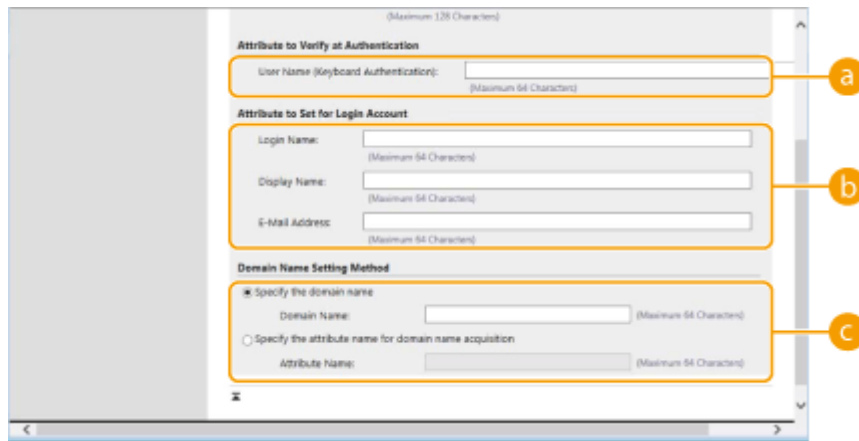 (Maximum 128 Characters)
Attribute to Verify at Authentication
User Name (Keyboard Authentication):
(Maximum 64 Characters)
a
Attribute to Set for Login Account
Login Name:
(Maximum 64 Characters)
Display Name:
(Maximum 64 Characters)
b
E-Mail Address:
(Maximum 64 Characters)
Domain Name Setting Method
Specify the domain name
Domain Name: (Maximum 64 Characters)
Specify the attribute name for domain name acquisition
c
Attribute Name: (Maximum 64 Characters)